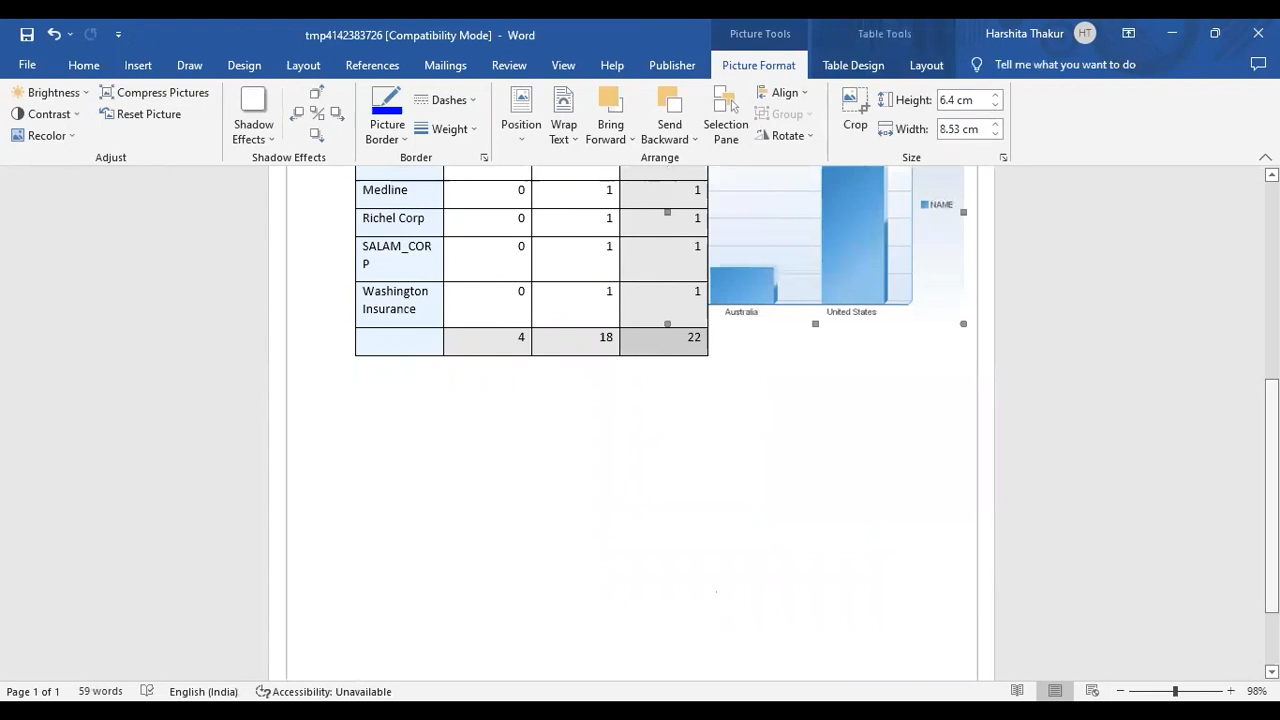 tmp4142383726 [Compatibility Mode] - Word
Picture Tools
Table Tools
Harshita Thakur
HT
File
Home
Insert
Draw
Design
Layout
References
Mailings
Review
View
Help
Publisher
Picture Format
Table Design
Layout
Tell me what you want to do
Brightness
Contrast
Recolor
Compress Pictures
Reset Picture
Adjust
Shadow Effects
Shadow Effects
Picture Border
Dashes
Weight
Border
Position
Wrap Text
Bring Forward
Send Backward
Selection Pane
Align
Group
Rotate
Arrange
Crop
Height: 6.4 cm
Width: 8.53 cm
Size
Medline 0 1 1
Richel Corp 0 1 1
SALAM_COR
P 0 1 1
Washington
Insurance 0 1 1
4 18 22
NAME
Australia
United States
Page 1 of 1
59 words
English (India)
Accessibility: Unavailable
98%